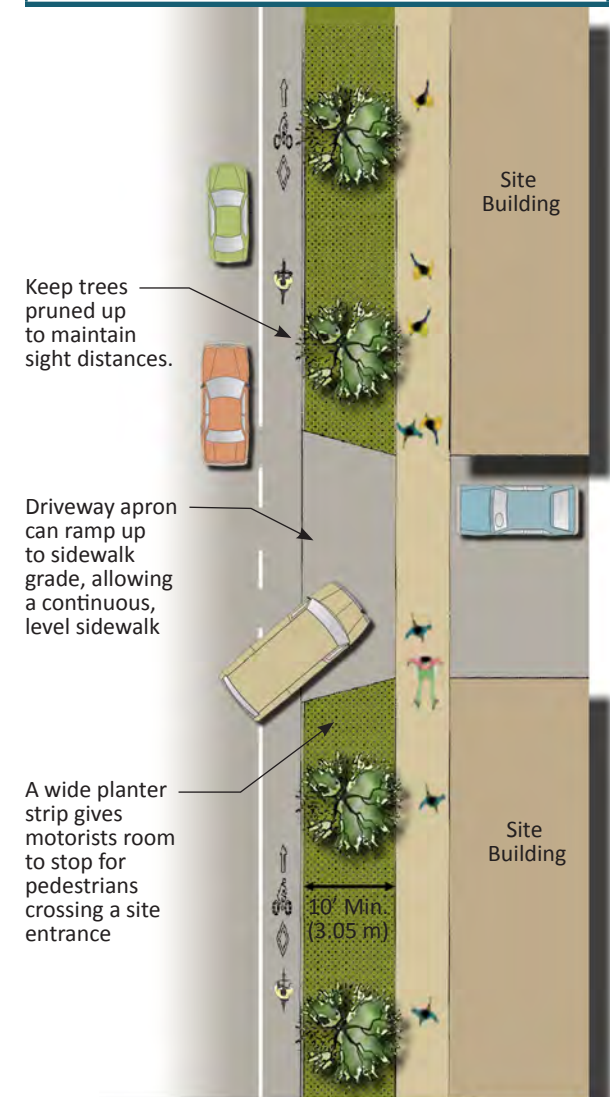 Site
Building
Keep trees
pruned up
to maintain
sight distances.
Driveway apron
can ramp up
to sidewalk
grade, allowing
a continuous,
level sidewalk
A wide planter
strip gives
motorists room
to stop for
pedestrians
crossing a site
entrance
Site
Building
10' Min.
(3.05 m)